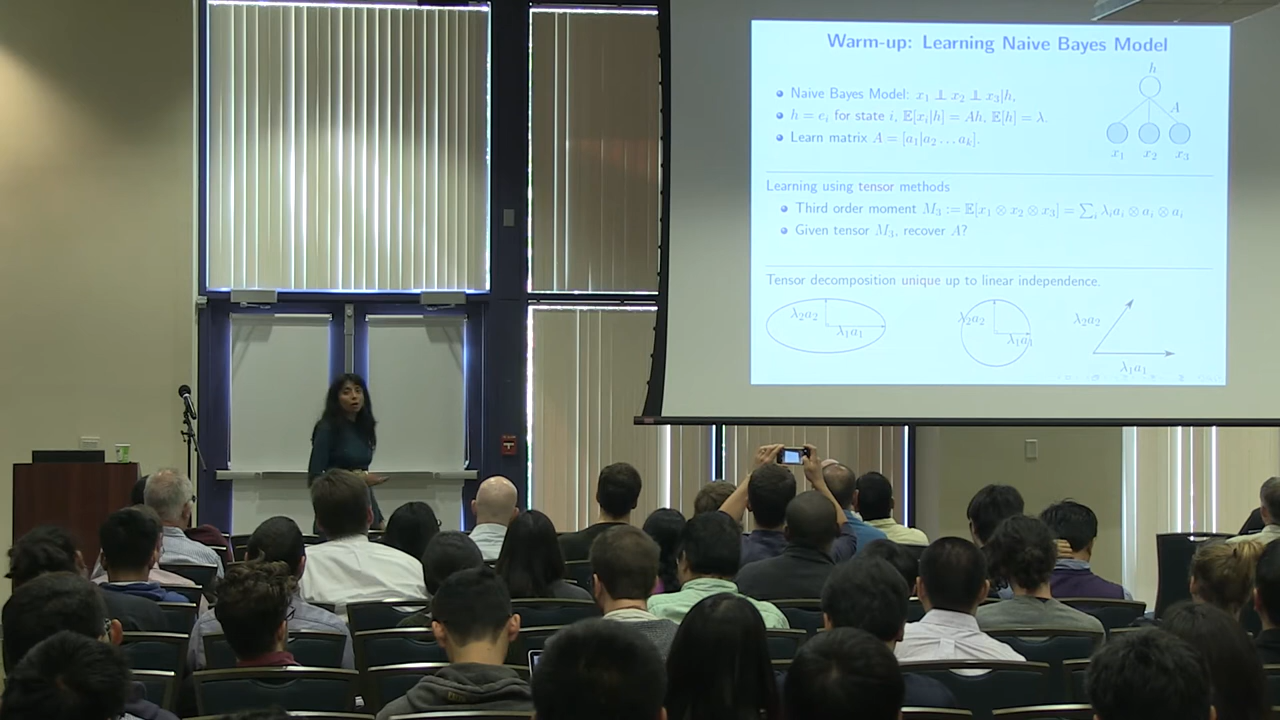 Warm-up: Learning Naive Bayes Model
Naive Bayes Model: x₁ ⫫ x₂ ⫫ x₃|h,
h = eᵢ for state i, 𝔼[xᵢ|h] = Ah, 𝔼[h] = λ.
Learn matrix A = [a₁|a₂ … aₖ].
h
A
x₁ x₂ x₃
Learning using tensor methods
Third order moment M₃ := 𝔼[x₁ ⊗ x₂ ⊗ x₃] = ∑ᵢ λᵢaᵢ ⊗ aᵢ ⊗ aᵢ
Given tensor M₃, recover A?
Tensor decomposition unique up to linear independence.
λ₂a₂ λ₁a₁
λ₂a₂ λ₁a₁
λ₂a₂ λ₁a₁